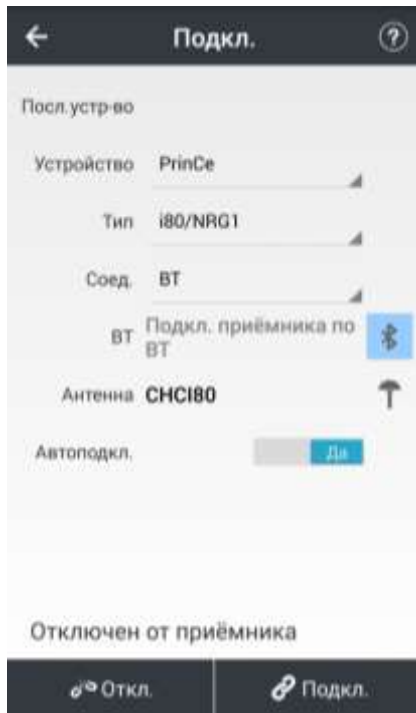 Подкл.
?
Посл.устр-во
Устройство PrinCe
Тип i80/NRG1
Соед. BT
BT Подкл. приёмника по
BT
Антенна CHCI80
Автоподкл. Да
Отключен от приёмника
Откл. Подкл.